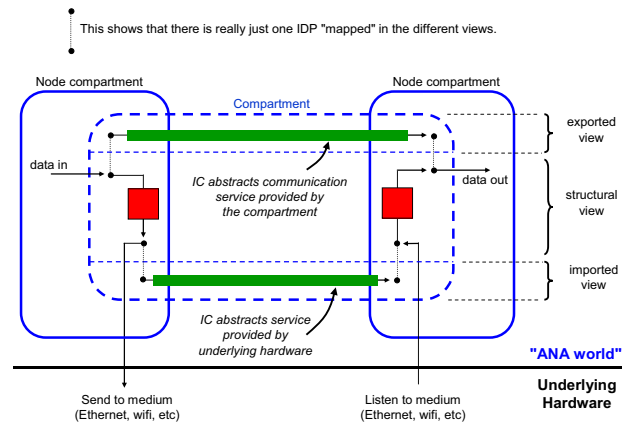 This shows that there is really just one IDP "mapped" in the different views.
Node compartment
Node compartment
Compartment
exported
view
data in
IC abstracts communication
service provided by
the compartment
data out
structural
view
imported
view
IC abstracts service
provided by
underlying hardware
"ANA world"
Underlying
Hardware
Send to medium
(Ethernet, wifi, etc)
Listen to medium
(Ethernet, wifi, etc)